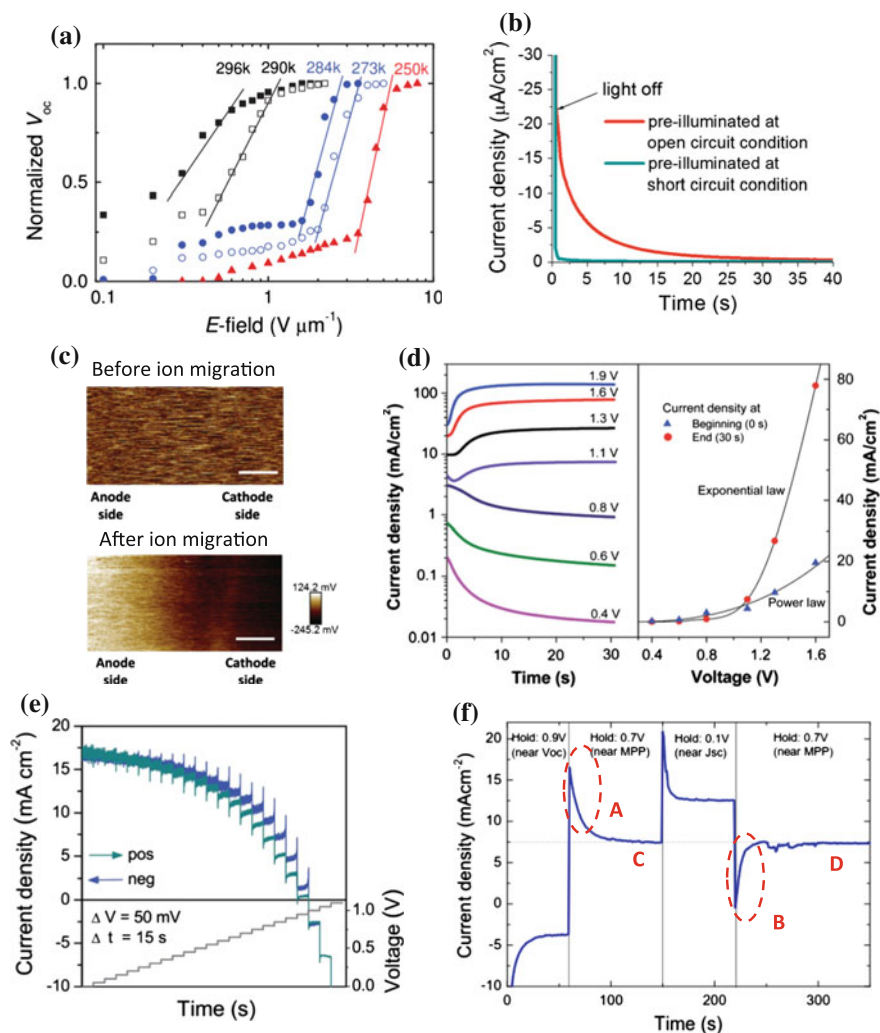 (a)
296k 290k 284k 273k 250k
1.0
0.5
0.0
Normalized Voc
0.1 1 10
E-field (V μm⁻¹)
(b)
-30
-25
-20
-15
-10
-5
0
Current density (μA/cm²)
light off
pre-illuminated at
open circuit condition
pre-illuminated at
short circuit condition
0 5 10 15 20 25 30 35 40
Time (s)
(c)
Before ion migration
Anode side
Cathode side
After ion migration
124.2 mV
-245.2 mV
Anode side
Cathode side
(d)
100
10
1
0.1
0.01
Current density (mA/cm²)
1.9 V
1.6 V
1.3 V
1.1 V
0.8 V
0.6 V
0.4 V
0 10 20 30
Time (s)
Current density at
Beginning (0 s)
End (30 s)
Exponential law
Power law
0.4 0.8 1.2 1.6
Voltage (V)
80
60
40
20
0
Current density (mA/cm²)
(e)
20
15
10
5
0
-5
-10
Current density (mA cm⁻²)
pos
neg
Δ V = 50 mV
Δ t = 15 s
1.0
0.5
0.0
Voltage (V)
Time (s)
(f)
20
15
10
5
0
-5
-10
Current density (mAcm⁻²)
Hold: 0.9V
(near Voc)
Hold: 0.7V
(near MPP)
Hold: 0.1V
(near Jsc)
Hold: 0.7V
(near MPP)
A
C
B
D
0 100 200 300
Time (s)